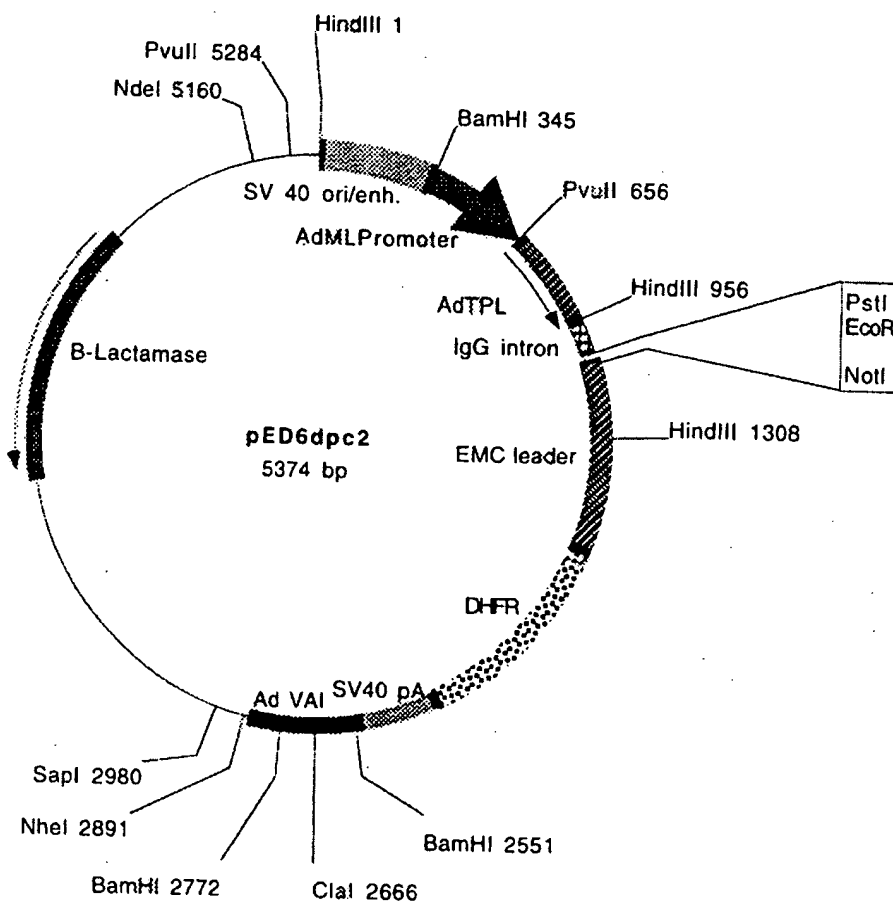 HindIII 1
PvuII 5284
NdeI 5160
BamHI 345
SV 40 ori/enh.
PvuII 656
AdMLPromoter
HindIII 956
AdTPL
IgG intron
PstI
EcoR
NotI
B-Lactamase
pED6dpc2
5374 bp
EMC leader
HindIII 1308
DHFR
SV40 pA
Ad VAI
SapI 2980
NheI 2891
BamHI 2772
ClaI 2666
BamHI 2551